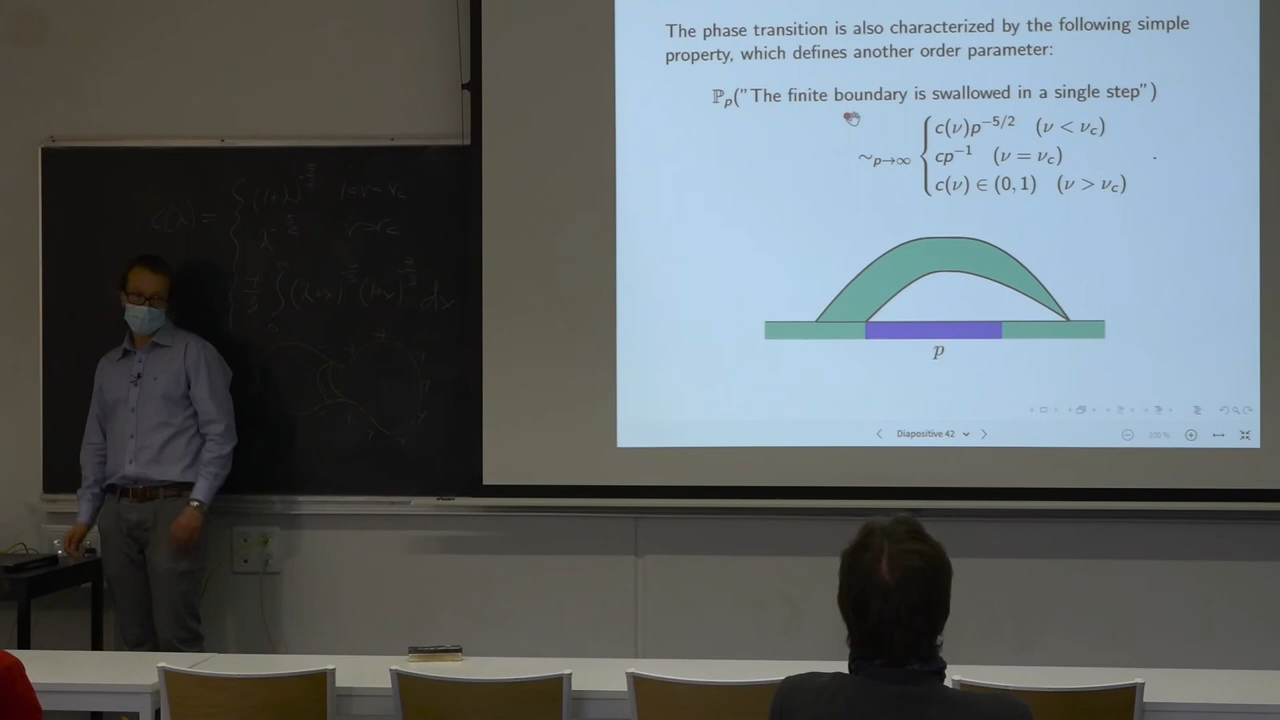 The phase transition is also characterized by the following simple
property, which defines another order parameter:
ℙ_p("The finite boundary is swallowed in a single step")
∼_{p→∞} { c(ν)p^{−5/2} (ν < ν_c)
cp^{−1} (ν = ν_c)
c(ν) ∈ (0, 1) (ν > ν_c) .
p
Diapositive 42
100 %